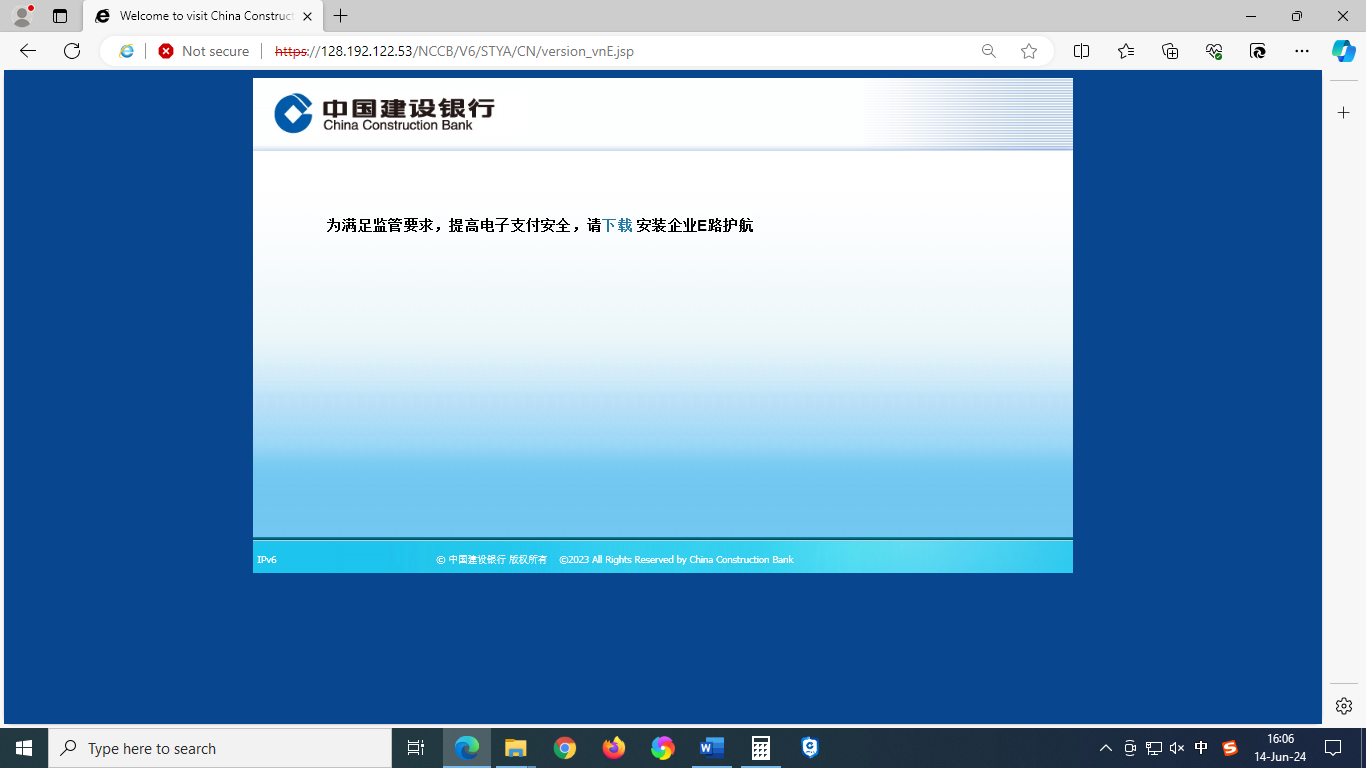 Welcome to visit China Construct
Not secure
https://128.192.122.53/NCCB/V6/STYA/CN/version_vnE.jsp
中国建设银行
China Construction Bank
为满足监管要求，提高电子支付安全，请下载 安装企业E路护航
IPv6
© 中国建设银行 版权所有 ©2023 All Rights Reserved by China Construction Bank
Type here to search
中
16:06
14-Jun-24